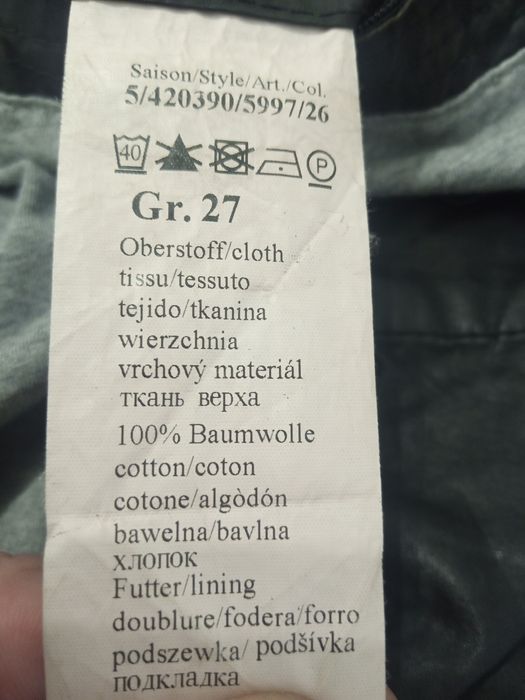 Saison/Style/Art./Col.
5/420390/5997/26
40 P
Gr. 27
Oberstoff/cloth
tissu/tessuto
tejido/tkanina
wierzchnia
vrchový materiál
ткань верха
100% Baumwolle
cotton/coton
cotone/algòdón
bawelna/bavlna
хлопок
Futter/lining
doublure/fodera/forro
podszewka/ podšívka
подкладка